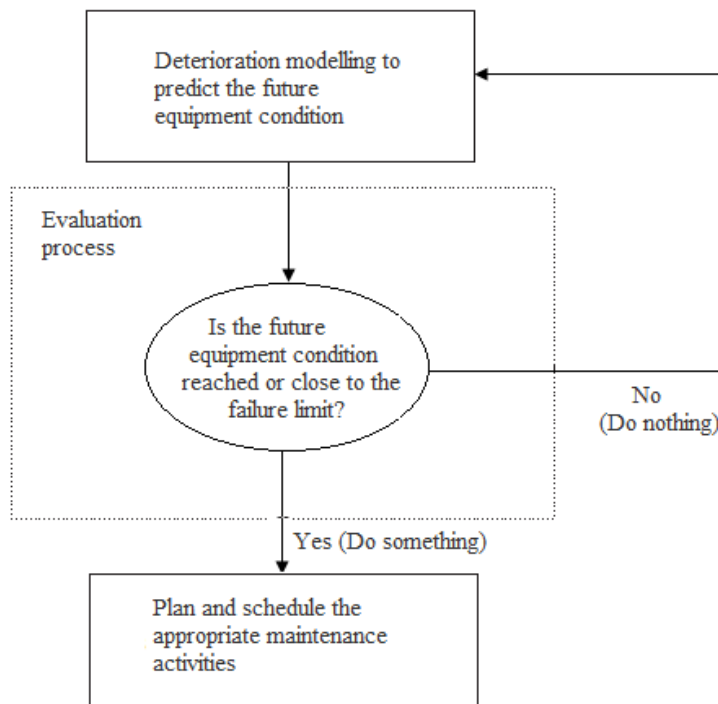 Deterioration modelling to
predict the future
equipment condition
Evaluation
process
Is the future
equipment condition
reached or close to the
failure limit?
No
(Do nothing)
Yes (Do something)
Plan and schedule the
appropriate maintenance
activities